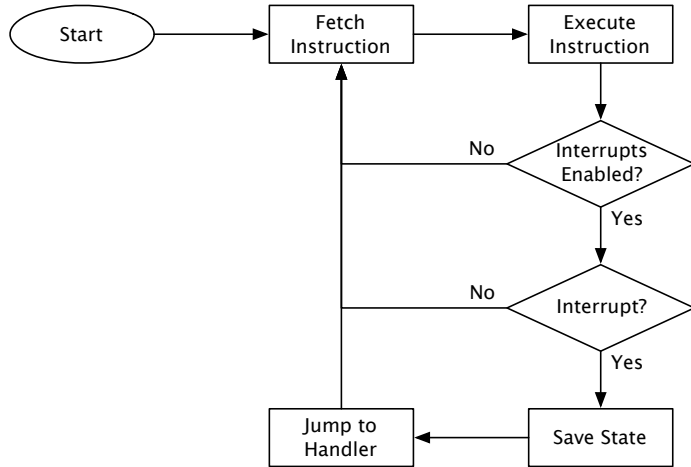 Start
Fetch
Instruction
Execute
Instruction
No
Interrupts
Enabled?
Yes
No
Interrupt?
Yes
Jump to
Handler
Save State